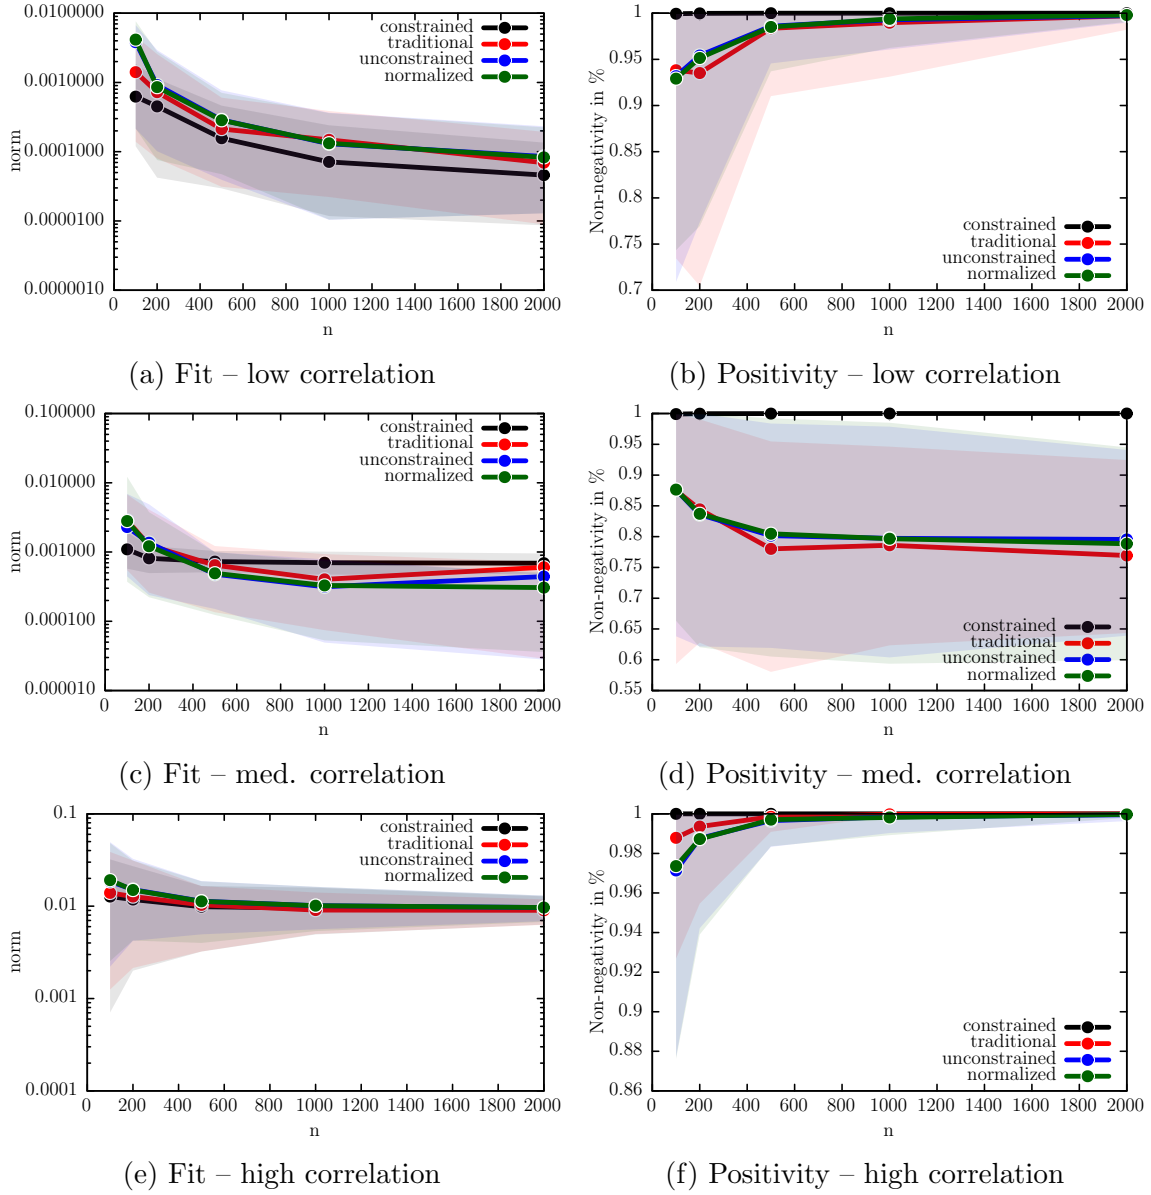 0.0100000
0.0010000
0.0001000
0.0000100
0.0000010
norm
0 200 400 600 800 1000 1200 1400 1600 1800 2000
n
constrained
traditional
unconstrained
normalized
(a) Fit – low correlation
1
0.95
0.9
0.85
0.8
0.75
0.7
Non-negativity in %
0 200 400 600 800 1000 1200 1400 1600 1800 2000
n
constrained
traditional
unconstrained
normalized
(b) Positivity – low correlation
0.100000
0.010000
0.001000
0.000100
0.000010
norm
0 200 400 600 800 1000 1200 1400 1600 1800 2000
n
constrained
traditional
unconstrained
normalized
(c) Fit – med. correlation
1
0.95
0.9
0.85
0.8
0.75
0.7
0.65
0.6
0.55
Non-negativity in %
0 200 400 600 800 1000 1200 1400 1600 1800 2000
n
constrained
traditional
unconstrained
normalized
(d) Positivity – med. correlation
0.1
0.01
0.001
0.0001
norm
0 200 400 600 800 1000 1200 1400 1600 1800 2000
n
constrained
traditional
unconstrained
normalized
(e) Fit – high correlation
1
0.98
0.96
0.94
0.92
0.9
0.88
0.86
Non-negativity in %
0 200 400 600 800 1000 1200 1400 1600 1800 2000
n
constrained
traditional
unconstrained
normalized
(f) Positivity – high correlation